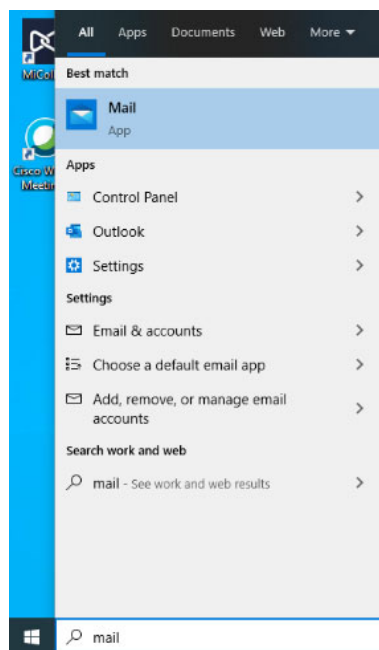 All Apps Documents Web More
Best match
Mail
App
Apps
Control Panel
Outlook
Settings
Settings
Email & accounts
Choose a default email app
Add, remove, or manage email
accounts
Search work and web
mail - See work and web results
mail
Cisco